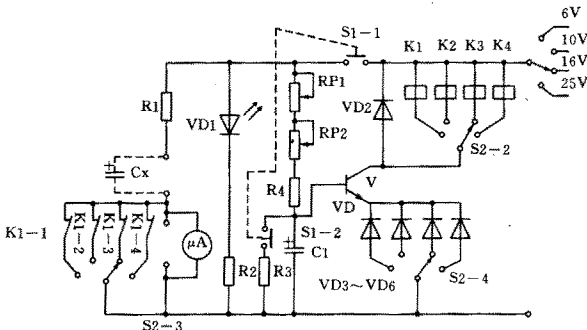 S1-1
6V
10V
16V
25V
K1 K2 K3 K4
RP1
R1
VD1
VD2
RP2
S2-2
Cx
R4
V
VD
K1-1
K1-2
K1-3
K1-4
μA
S1-2
R2 R3
C1
VD3~VD6
S2-4
S2-3